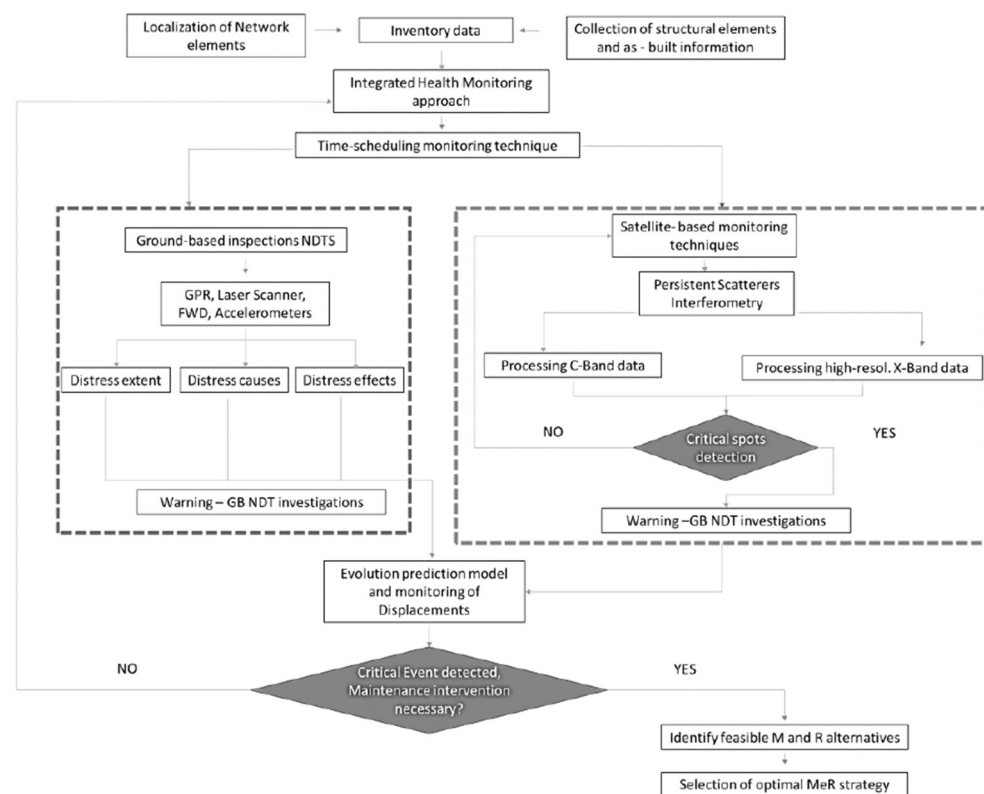 Localization of Network
elements
Inventory data
Collection of structural elements
and as - built information
Integrated Health Monitoring
approach
Time-scheduling monitoring technique
Ground-based inspections NDTS
GPR, Laser Scanner,
FWD, Accelerometers
Distress extent
Distress causes
Distress effects
Warning – GB NDT investigations
Satellite- based monitoring
techniques
Persistent Scatterers
Interferometry
Processing C-Band data
Processing high-resol. X-Band data
NO
Critical spots
detection
YES
Warning –GB NDT investigations
Evolution prediction model
and monitoring of
Displacements
NO
Critical Event detected,
Maintenance intervention
necessary?
YES
Identify feasible M and R alternatives
Selection of optimal MeR strategy